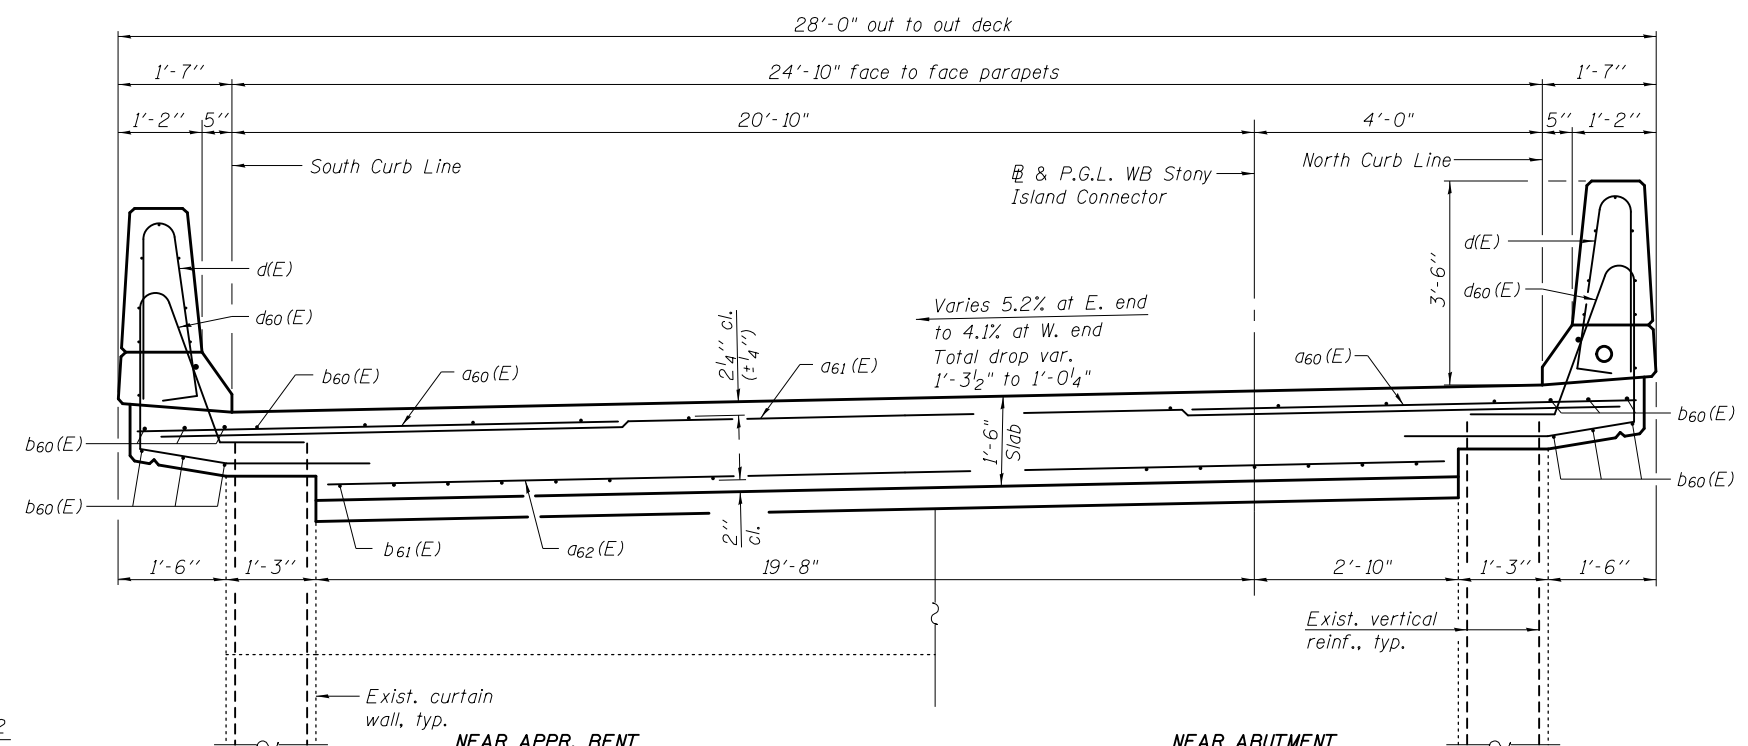 28'-0" out to out deck
1'-7"
24'-10" face to face parapets
1'-7"
1'-2"
5"
20'-10"
4'-0"
5"
1'-2"
South Curb Line
North Curb Line
℄ & P.G.L. WB Stony
Island Connector
d(E)
d60(E)
3'-6"
d(E)
d60(E)
Varies 5.2% at E. end
to 4.1% at W. end
Total drop var.
1'-3½" to 1'-0¼"
2¼" cl.
(±¼")
b60(E)
a60(E)
a61(E)
a60(E)
b60(E)
b60(E)
1'-6"
Slab
b60(E)
b60(E)
b61(E)
a62(E)
2"
cl.
1'-6"
1'-3"
19'-8"
2'-10"
1'-3"
1'-6"
Exist. vertical
reinf., typ.
Exist. curtain
wall, typ.
2
NEAR APPR. BENT
NEAR ABUTMENT